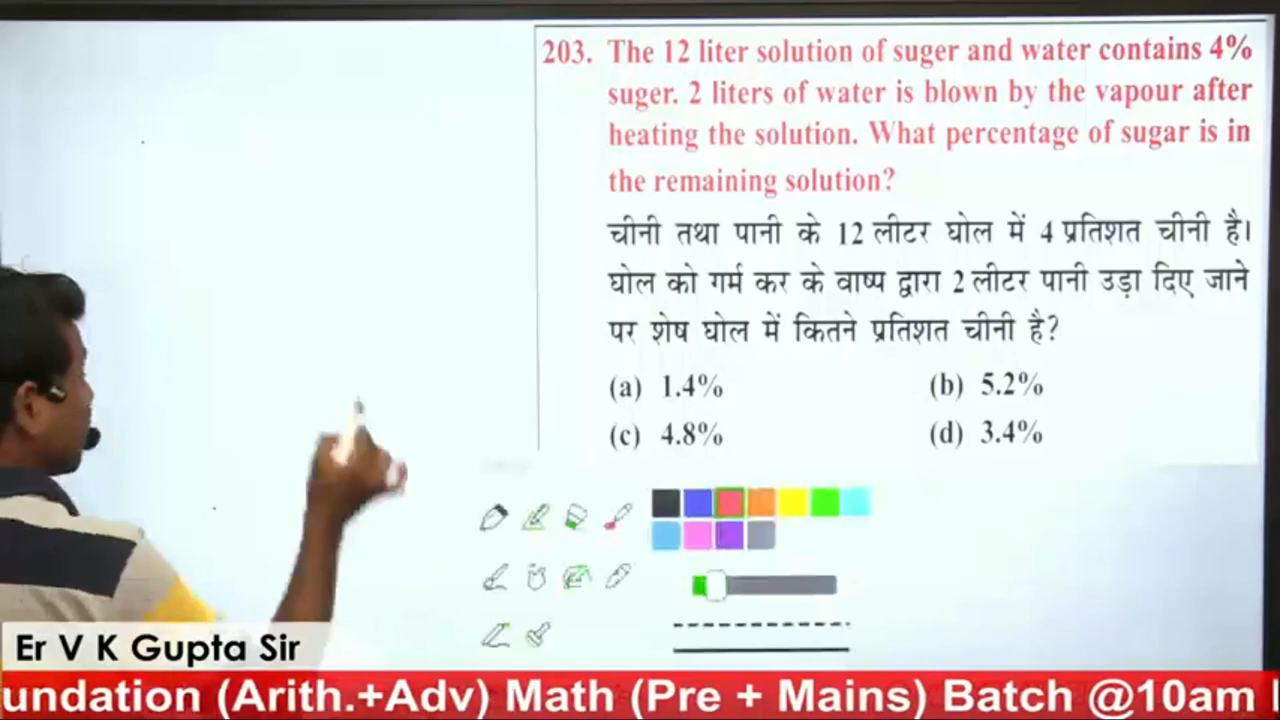 203. The 12 liter solution of suger and water contains 4%
suger. 2 liters of water is blown by the vapour after
heating the solution. What percentage of sugar is in
the remaining solution?
चीनी तथा पानी के 12 लीटर घोल में 4 प्रतिशत चीनी है।
घोल को गर्म कर के वाष्प द्वारा 2 लीटर पानी उड़ा दिए जाने
पर शेष घोल में कितने प्रतिशत चीनी है?
(a) 1.4% (b) 5.2%
(c) 4.8% (d) 3.4%
Er V K Gupta Sir
undation (Arith.+Adv) Math (Pre + Mains) Batch @10am